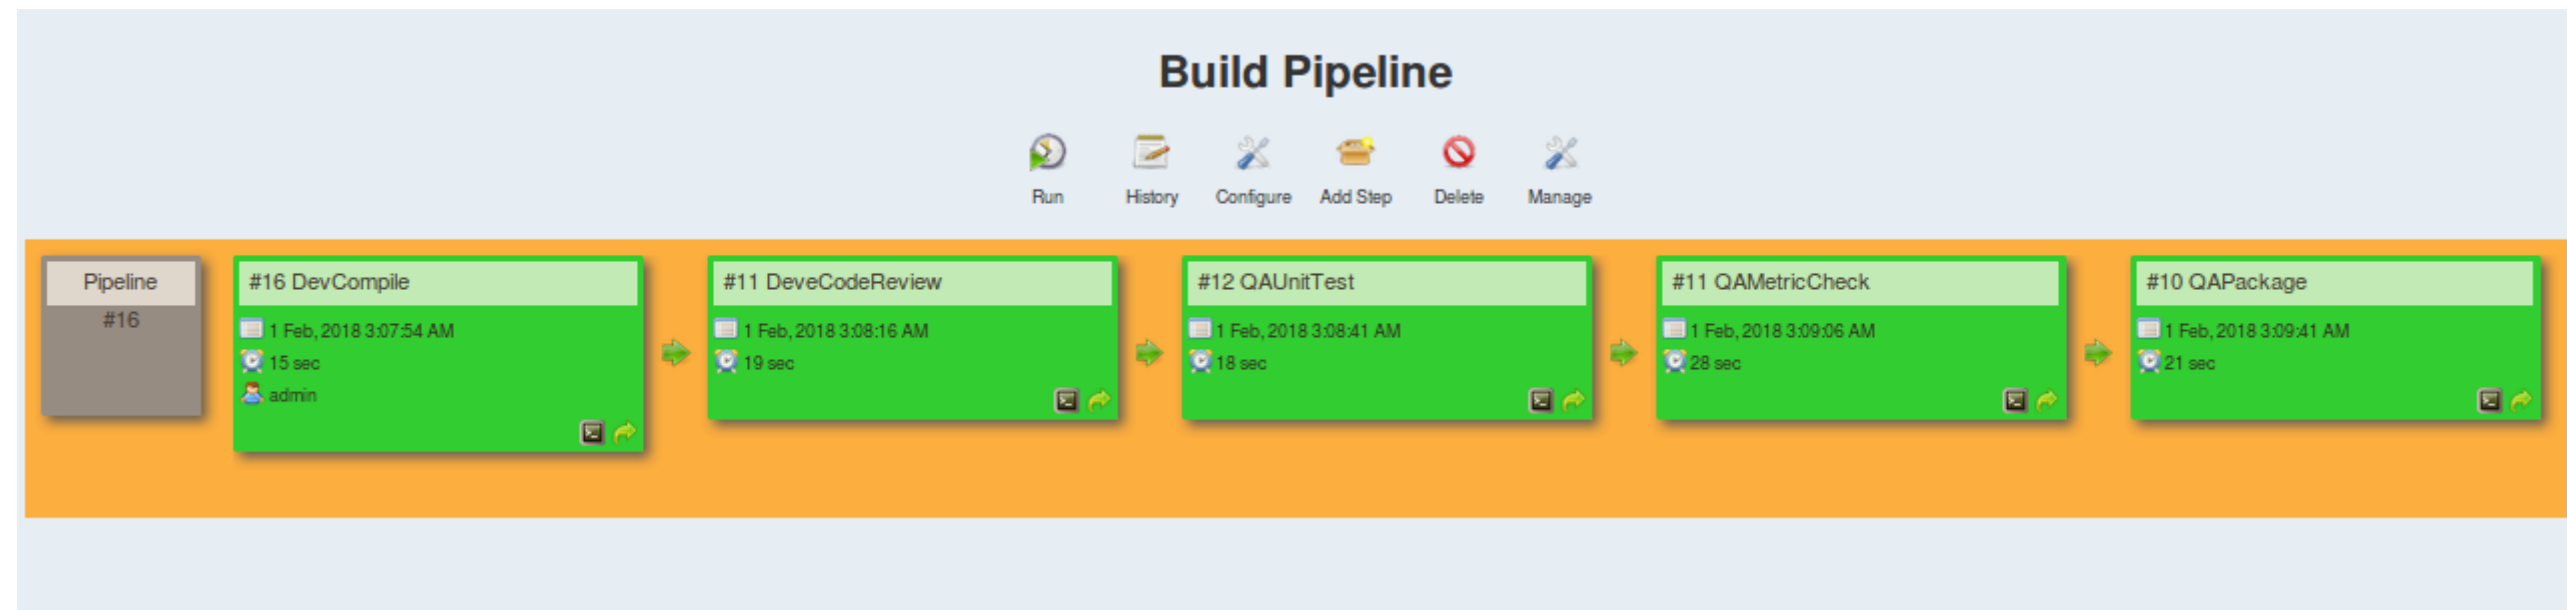 Build Pipeline
Run History Configure Add Step Delete Manage
Pipeline
#16
#16 DevCompile
1 Feb, 2018 3:07:54 AM
15 sec
admin
#11 DeveCodeReview
1 Feb, 2018 3:08:16 AM
19 sec
#12 QAUnitTest
1 Feb, 2018 3:08:41 AM
18 sec
#11 QAMetricCheck
1 Feb, 2018 3:09:06 AM
28 sec
#10 QAPackage
1 Feb, 2018 3:09:41 AM
21 sec